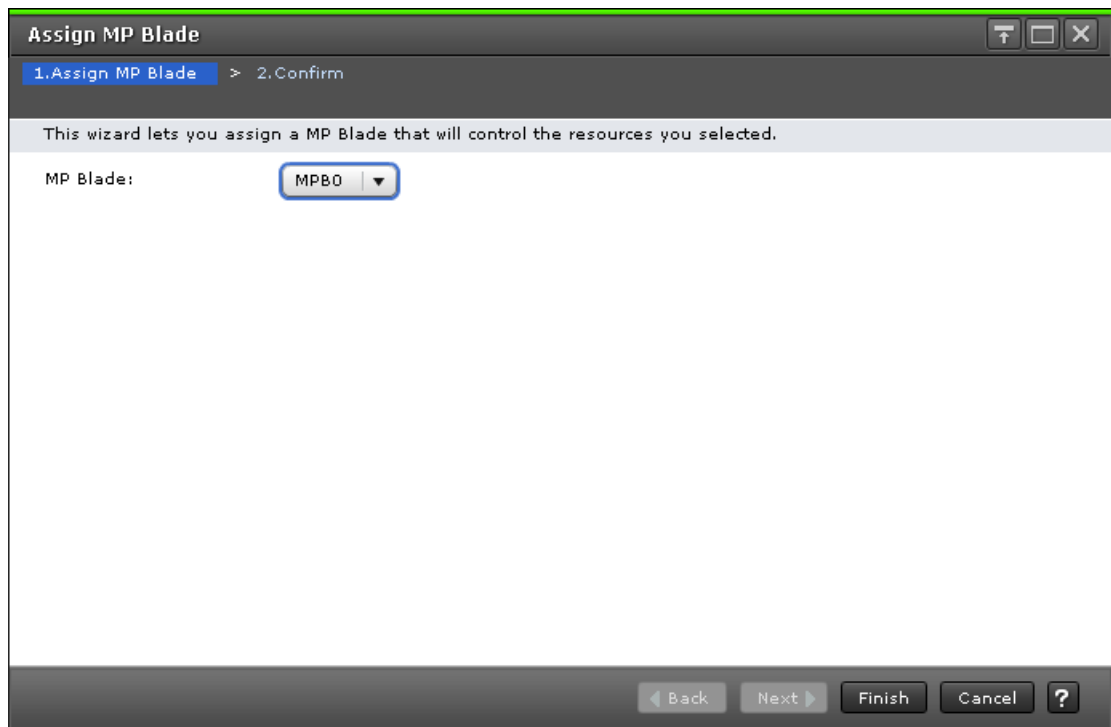 Assign MP Blade
1.Assign MP Blade > 2.Confirm
This wizard lets you assign a MP Blade that will control the resources you selected.
MP Blade: MPB0
Back Next Finish Cancel ?